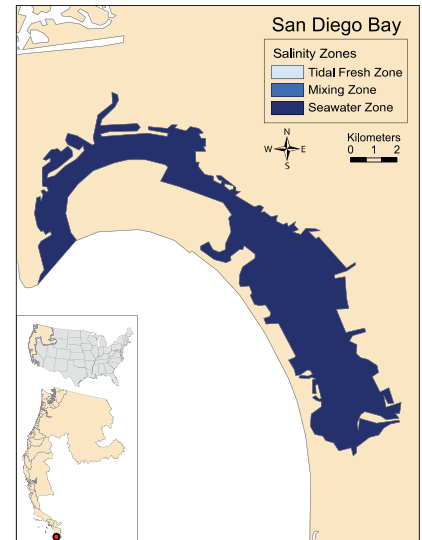 San Diego Bay
Salinity Zones
Tidal Fresh Zone
Mixing Zone
Seawater Zone
N
W E
S
Kilometers
0 1 2